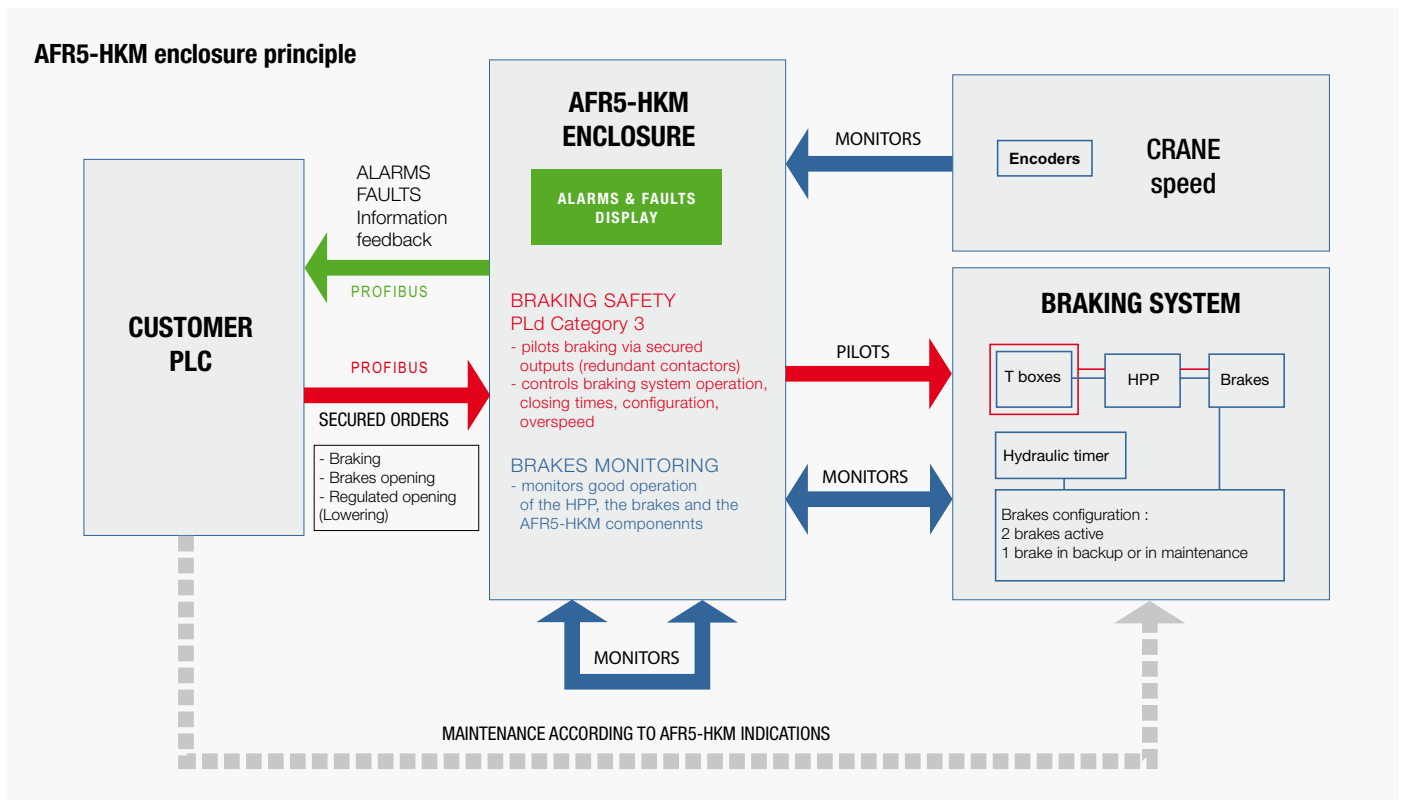 AFR5-HKM enclosure principle
CUSTOMER
PLC
ALARMS
FAULTS
Information
feedback
PROFIBUS
PROFIBUS
SECURED ORDERS
- Braking
- Brakes opening
- Regulated opening
(Lowering)
AFR5-HKM
ENCLOSURE
ALARMS & FAULTS
DISPLAY
BRAKING SAFETY
PLd Category 3
- pilots braking via secured
outputs (redundant contactors)
- controls braking system operation,
closing times, configuration,
overspeed
BRAKES MONITORING
- monitors good operation
of the HPP, the brakes and the
AFR5-HKM componennts
MONITORS
Encoders
CRANE
speed
PILOTS
MONITORS
BRAKING SYSTEM
T boxes
HPP
Brakes
Hydraulic timer
Brakes configuration :
2 brakes active
1 brake in backup or in maintenance
MONITORS
MAINTENANCE ACCORDING TO AFR5-HKM INDICATIONS